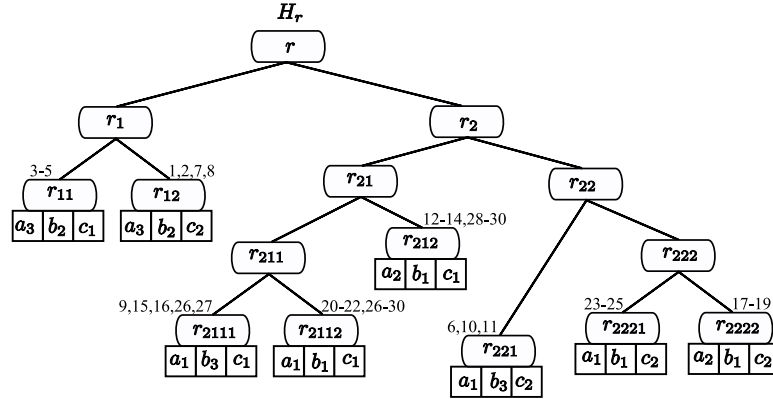 H_r
r
r_1
r_2
3-5
1,2,7,8
r_11
r_12
a_3 b_2 c_1
a_3 b_2 c_2
r_21
r_22
12-14,28-30
r_211
r_212
a_2 b_1 c_1
r_222
9,15,16,26,27
20-22,26-30
r_2111
r_2112
a_1 b_3 c_1
a_1 b_1 c_1
6,10,11
r_221
a_1 b_3 c_2
23-25
17-19
r_2221
r_2222
a_1 b_1 c_2
a_2 b_1 c_2